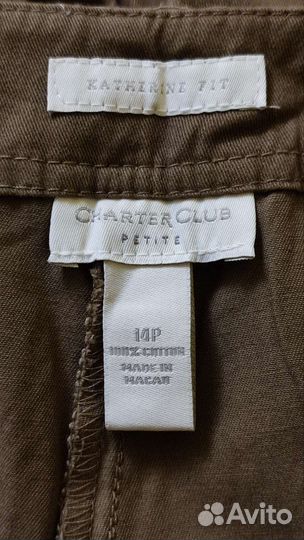 KATHERINE FIT
CHARTER CLUB
PETITE
14P
100% COTTON
MADE IN
MACAU
Avito